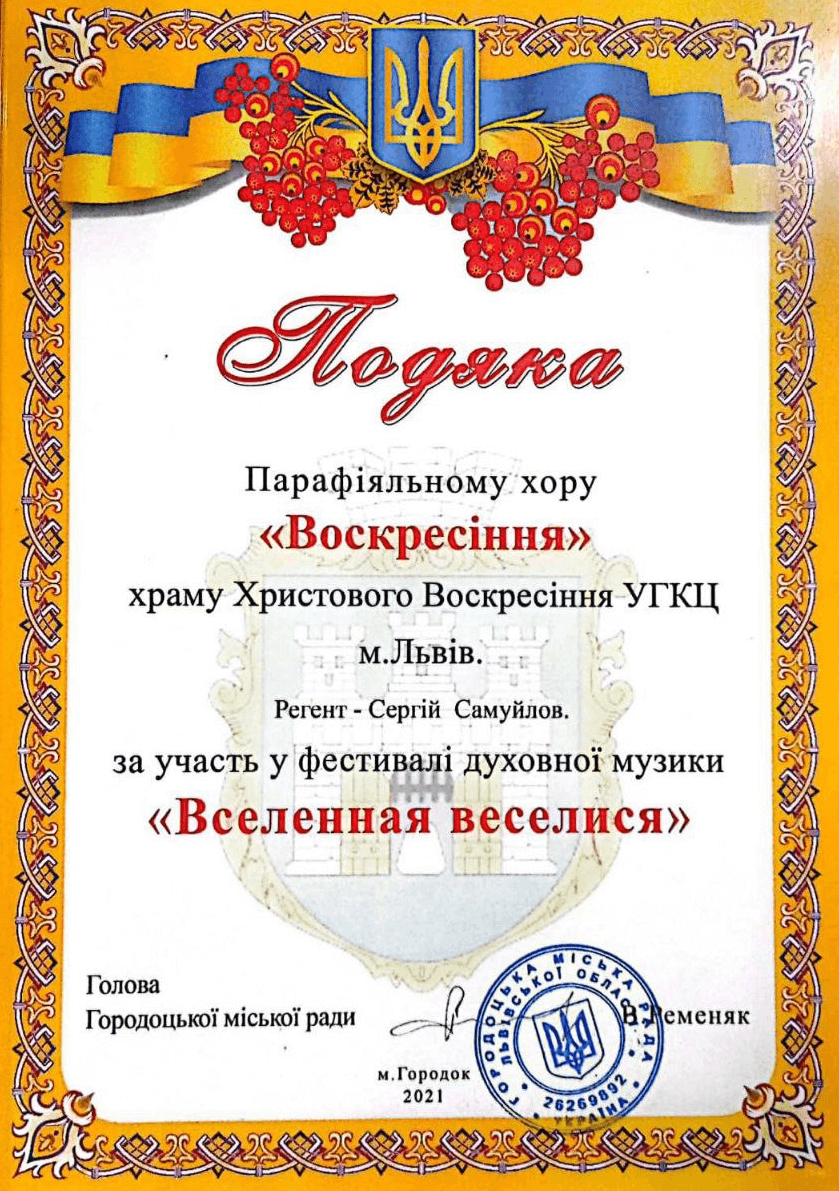 Подяка
Парафіяльному хору
«Воскресіння»
храму Христового Воскресіння УГКЦ
м.Львів.
Регент - Сергій Самуйлов.
за участь у фестивалі духовної музики
«Вселенная веселися»
Голова
Городоцької міської ради
В.Ременяк
м.Городок
2021
ГОРОДОЦЬКА МІСЬКА РАДА
ЛЬВІВСЬКОЇ ОБЛАСТІ
26269892
УКРАЇНА